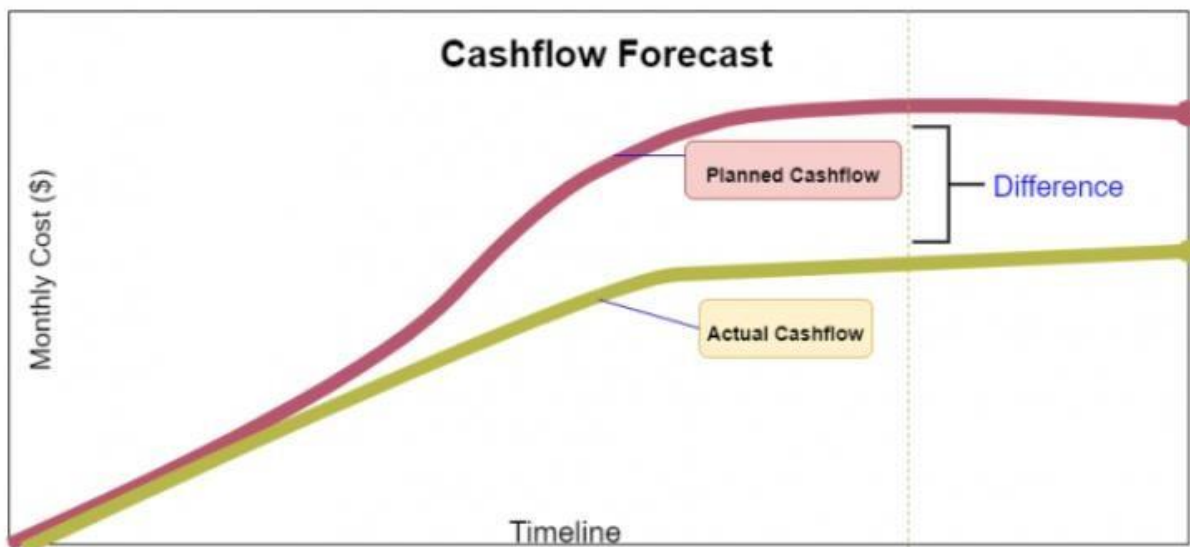 Cashflow Forecast
Planned Cashflow
Difference
Monthly Cost ($)
Actual Cashflow
Timeline